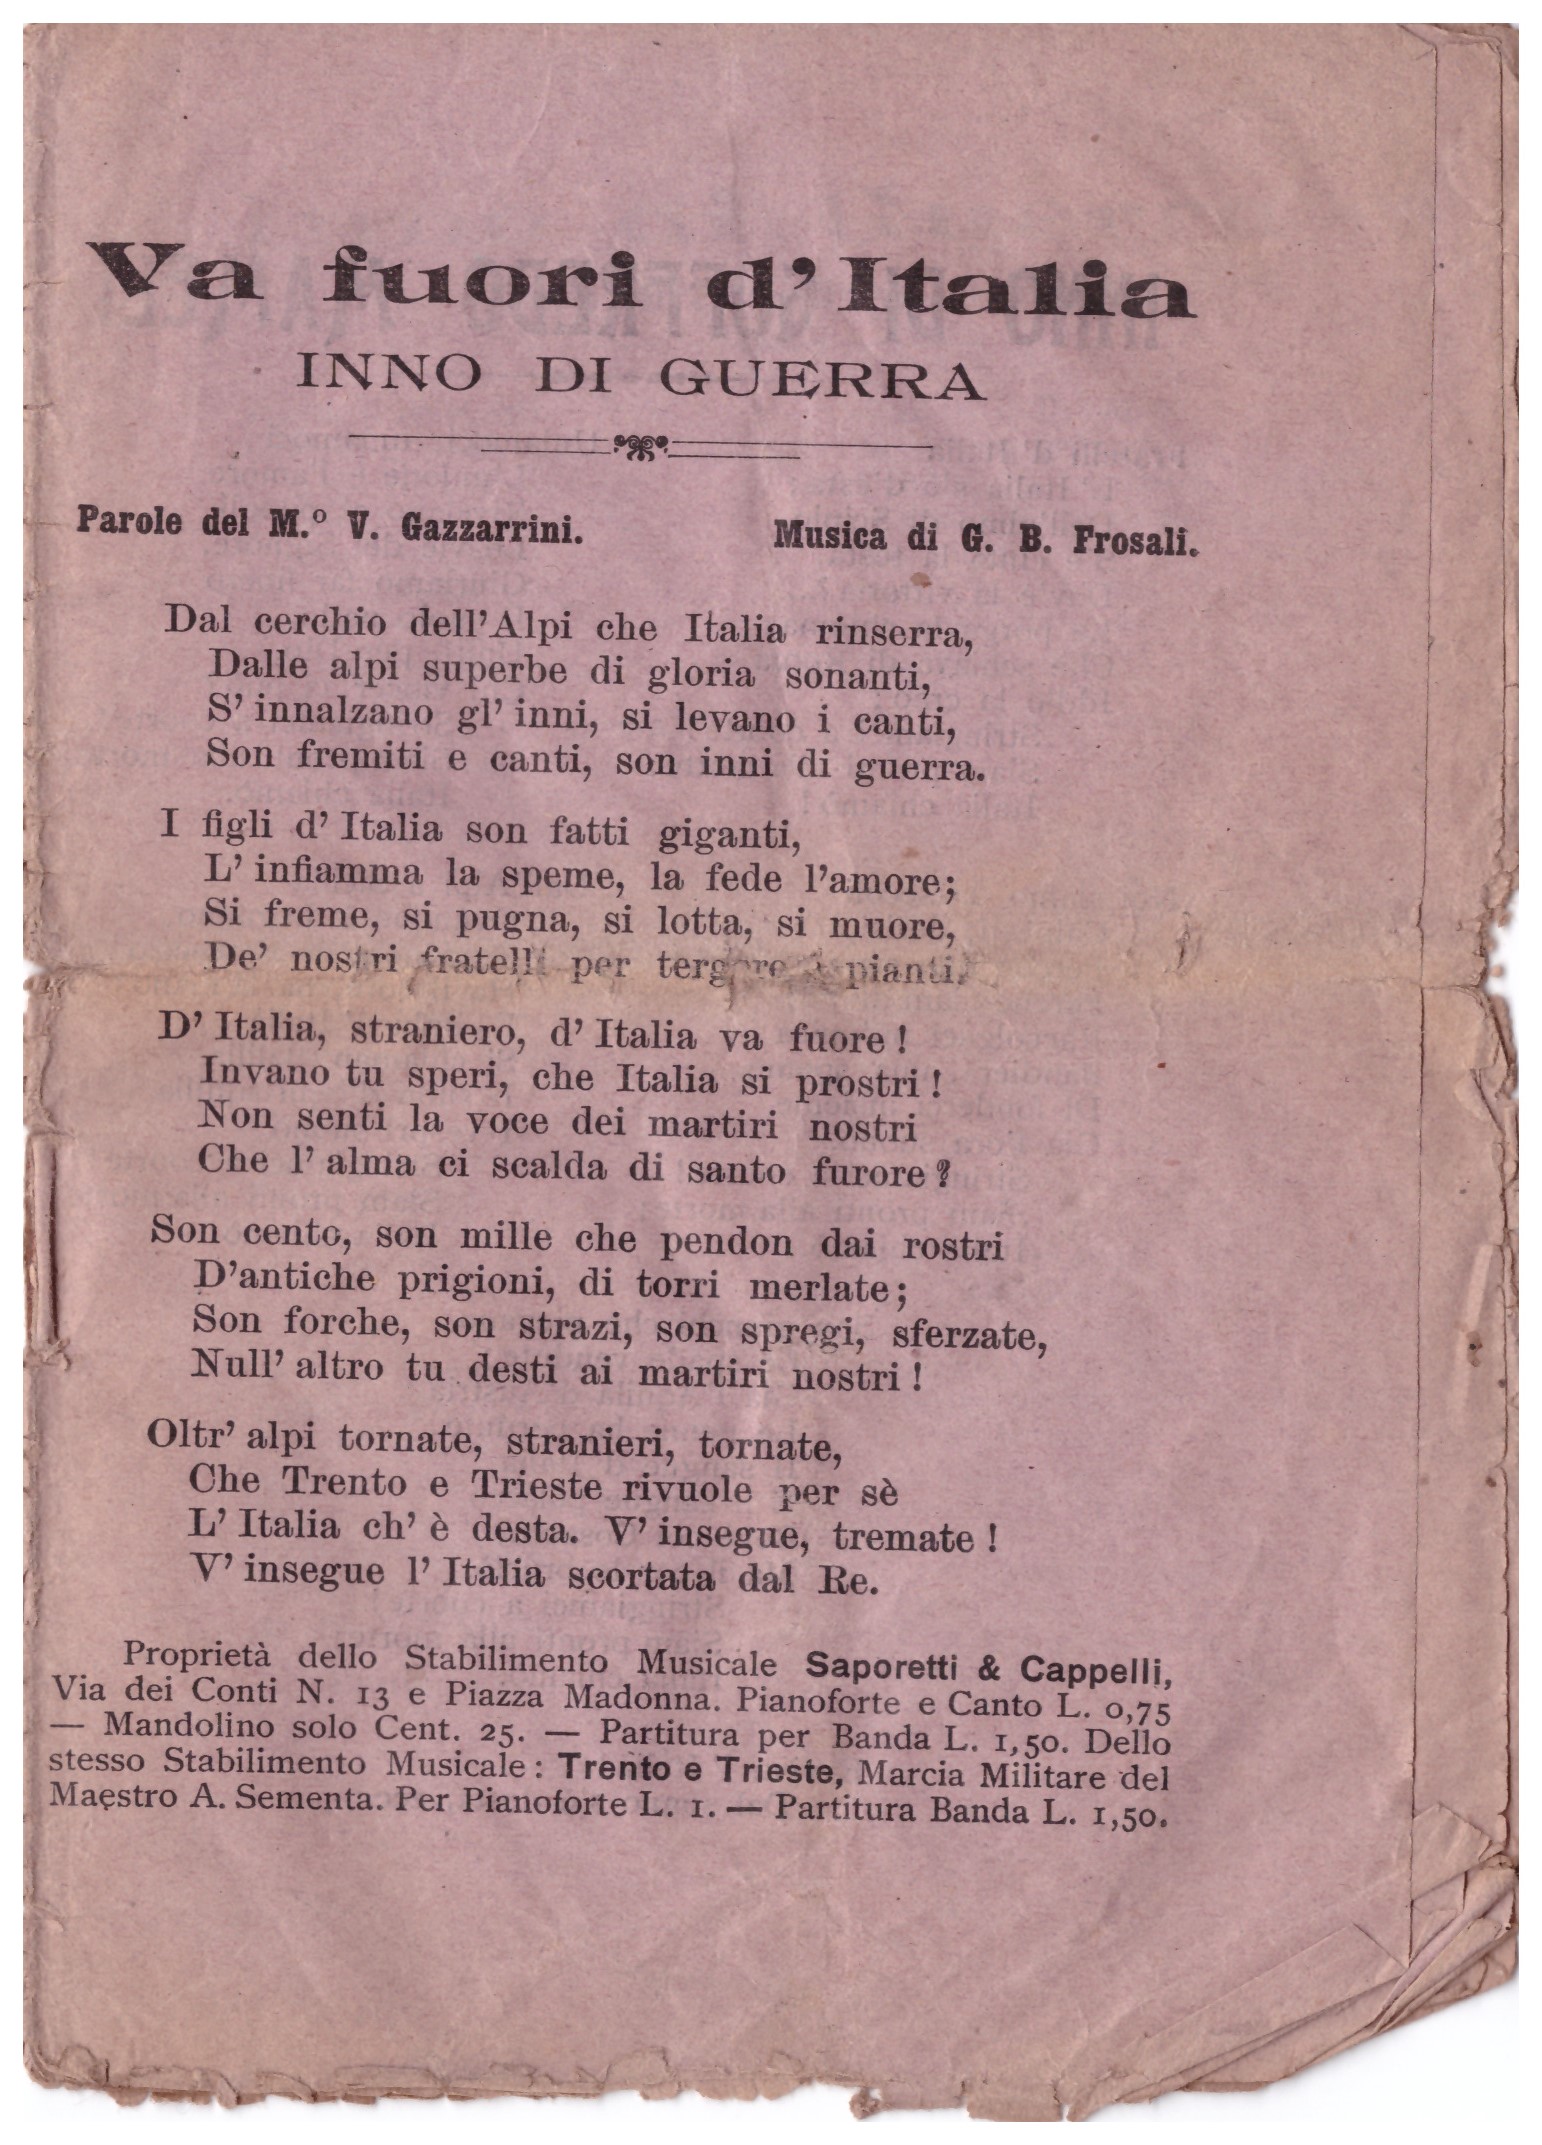 Va fuori d' Italia
INNO DI GUERRA
Parole del M.º V. Gazzarrini. Musica di G. B. Frosali.
Dal cerchio dell'Alpi che Italia rinserra,
Dalle alpi superbe di gloria sonanti,
S' innalzano gl' inni, si levano i canti,
Son fremiti e canti, son inni di guerra.
I figli d' Italia son fatti giganti,
L' infiamma la speme, la fede l'amore;
Si freme, si pugna, si lotta, si muore,
De' nostri fratelli per tergere i pianti.
D' Italia, straniero, d' Italia va fuore !
Invano tu speri, che Italia si prostri !
Non senti la voce dei martiri nostri
Che l' alma ci scalda di santo furore ?
Son cento, son mille che pendon dai rostri
D'antiche prigioni, di torri merlate ;
Son forche, son strazi, son spregi, sferzate,
Null' altro tu desti ai martiri nostri !
Oltr' alpi tornate, stranieri, tornate,
Che Trento e Trieste rivuole per sè
L' Italia ch' è desta. V' insegue, tremate !
V' insegue l' Italia scortata dal Re.
Proprietà dello Stabilimento Musicale Saporetti & Cappelli,
Via dei Conti N. 13 e Piazza Madonna. Pianoforte e Canto L. 0,75
— Mandolino solo Cent. 25. — Partitura per Banda L. 1,50. Dello
stesso Stabilimento Musicale : Trento e Trieste, Marcia Militare del
Maestro A. Sementa. Per Pianoforte L. 1. — Partitura Banda L. 1,50.